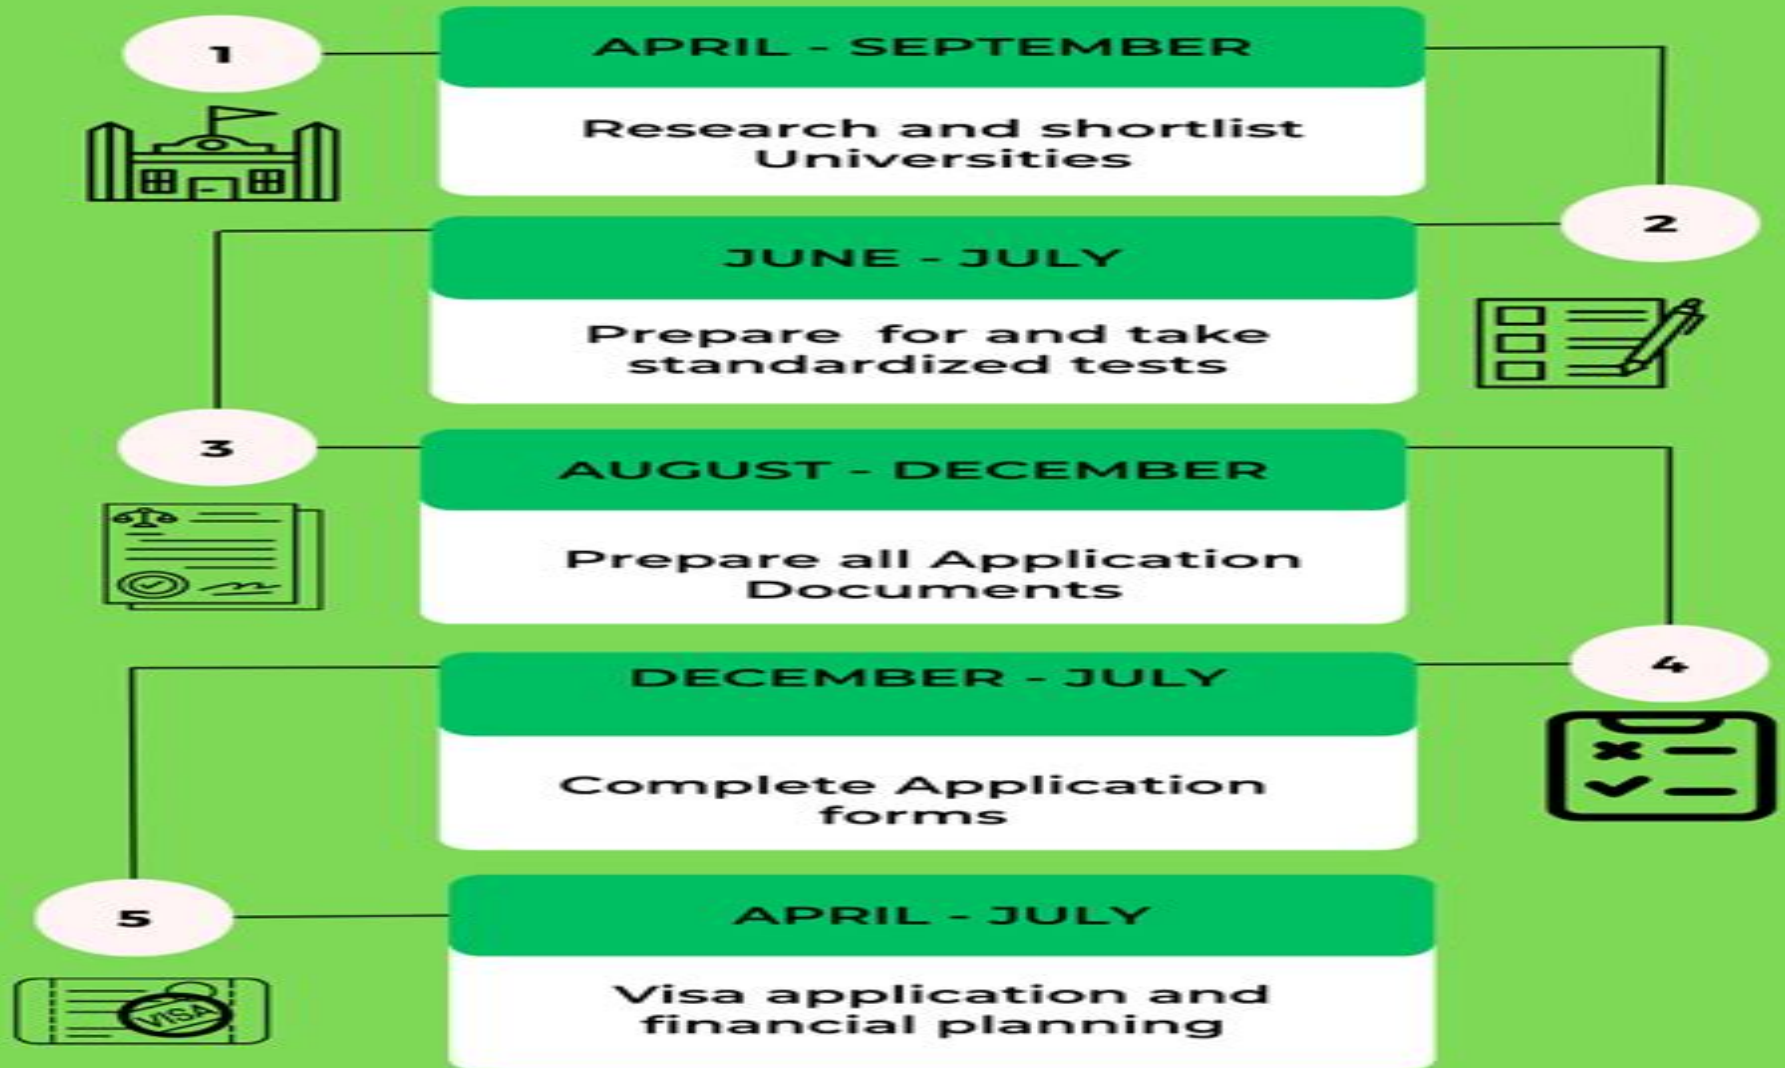 1
APRIL - SEPTEMBER
Research and shortlist
Universities
2
JUNE - JULY
Prepare for and take
standardized tests
3
AUGUST - DECEMBER
Prepare all Application
Documents
4
DECEMBER - JULY
Complete Application
forms
5
APRIL - JULY
VISA
Visa application and
financial planning